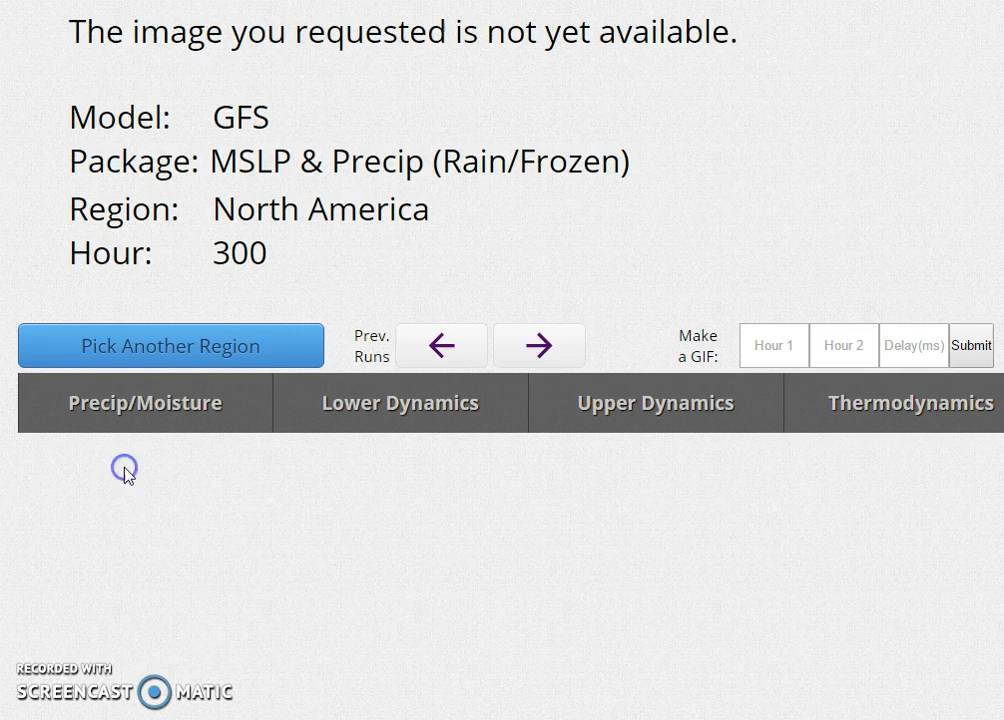 The image you requested is not yet available.
Model: GFS
Package: MSLP & Precip (Rain/Frozen)
Region: North America
Hour: 300
Pick Another Region
Prev.
Runs
Make
a GIF:
Hour 1
Hour 2
Delay(ms)
Submit
Precip/Moisture
Lower Dynamics
Upper Dynamics
Thermodynamics
RECORDED WITH
SCREENCAST MATIC